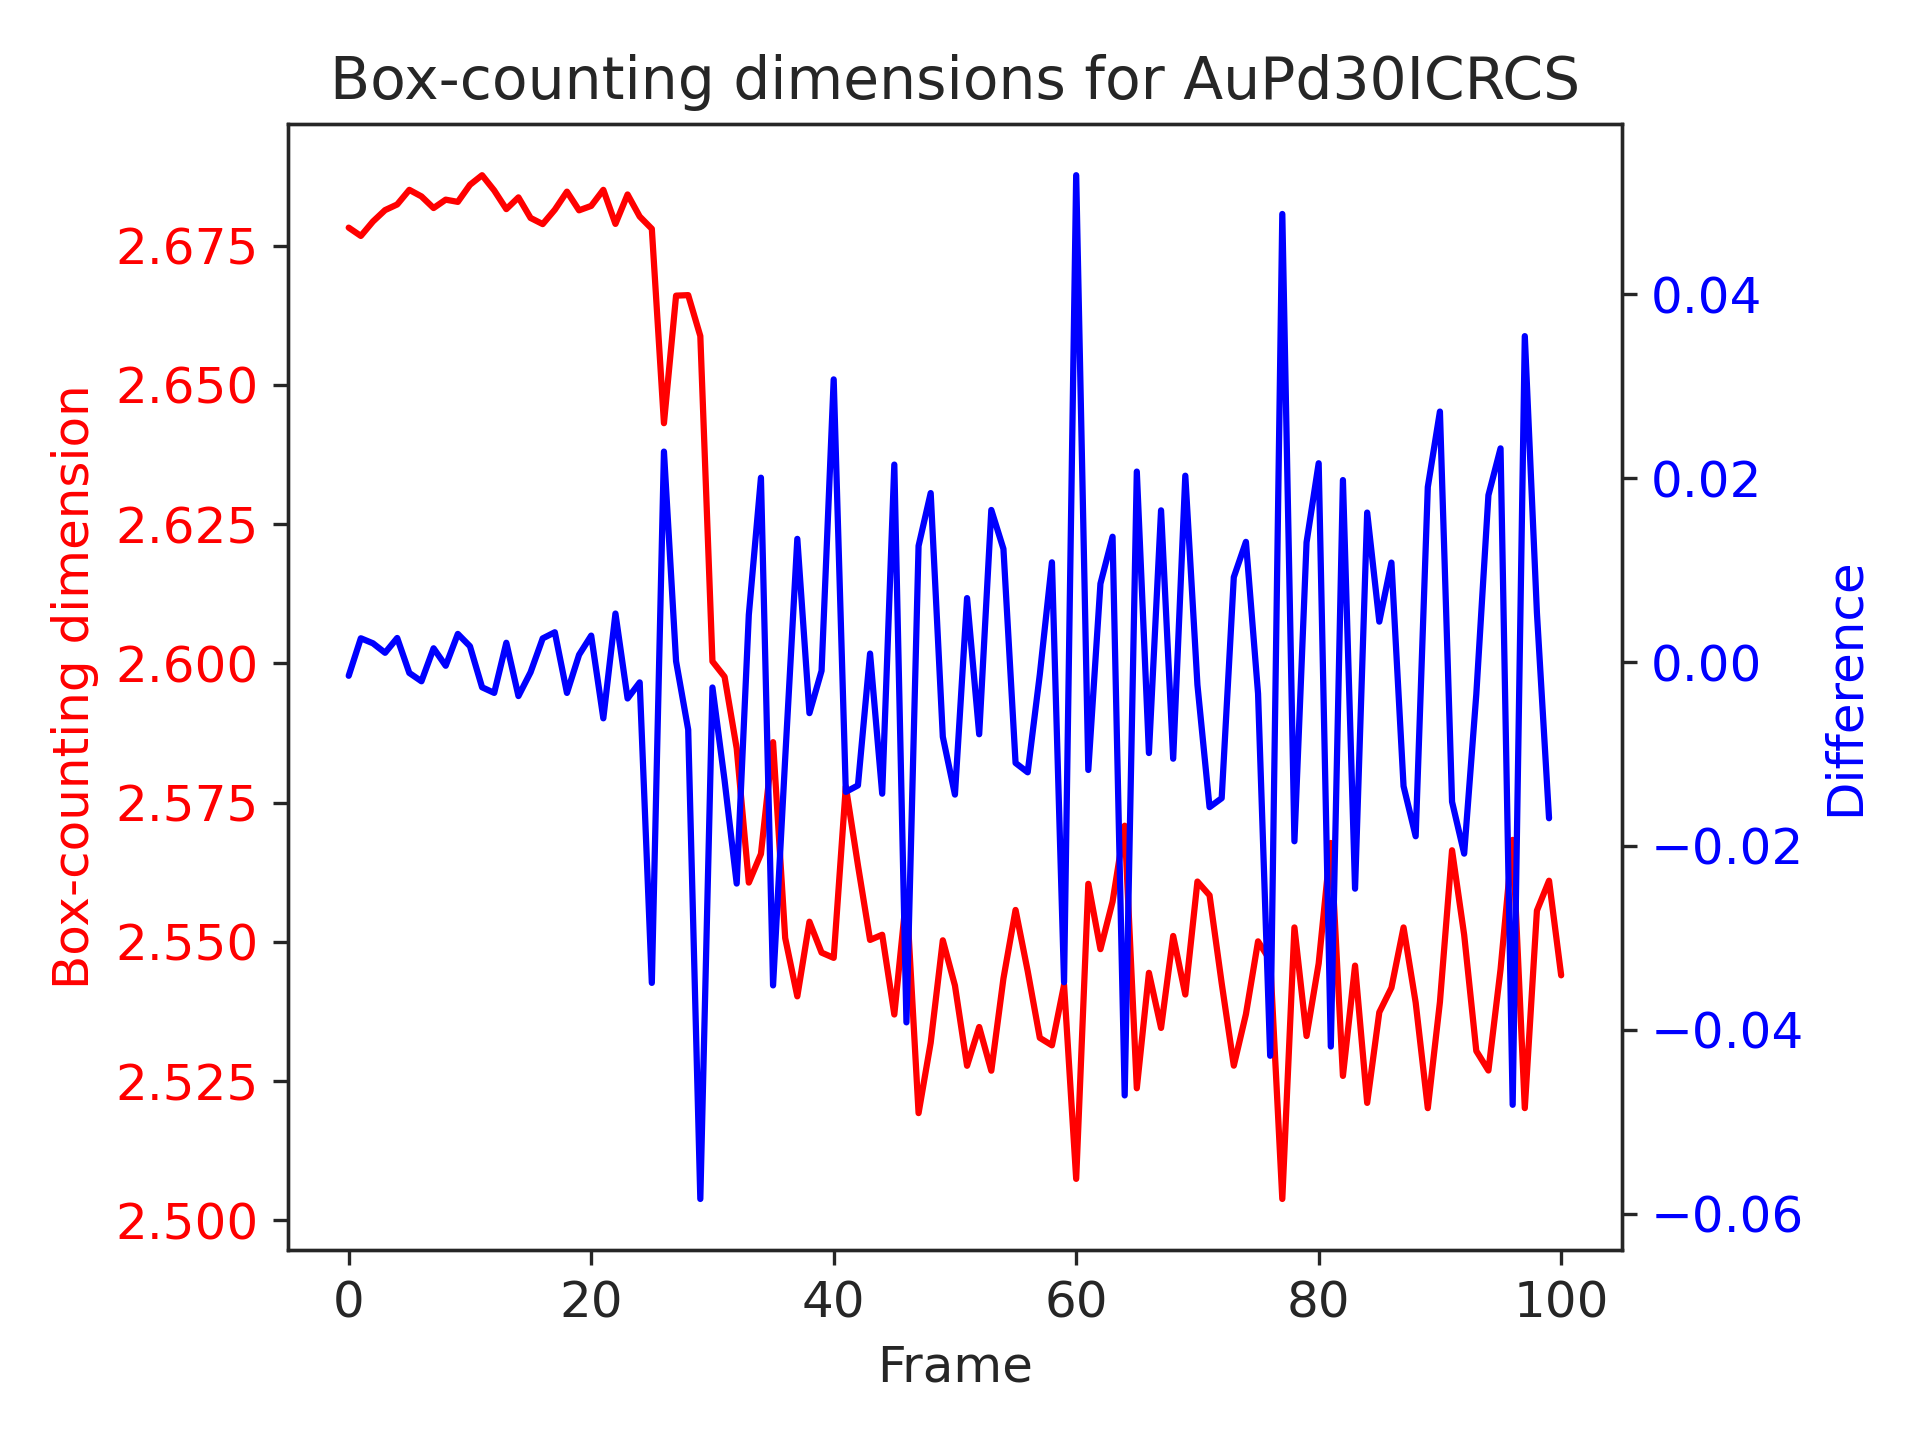 Box-counting dimensions for AuPd30ICRCS
Box-counting dimension
2.675
2.650
2.625
2.600
2.575
2.550
2.525
2.500
0.04
0.02
0.00
−0.02
−0.04
−0.06
Difference
0 20 40 60 80 100
Frame